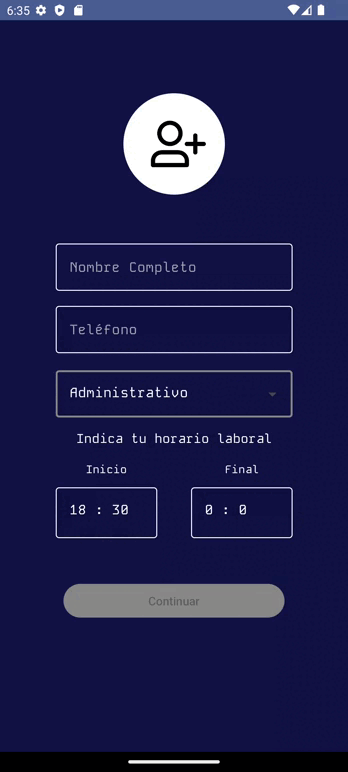 6:35
Nombre Completo
Teléfono
Administrativo
Indica tu horario laboral
Inicio Final
18 : 30 0 : 0
Continuar